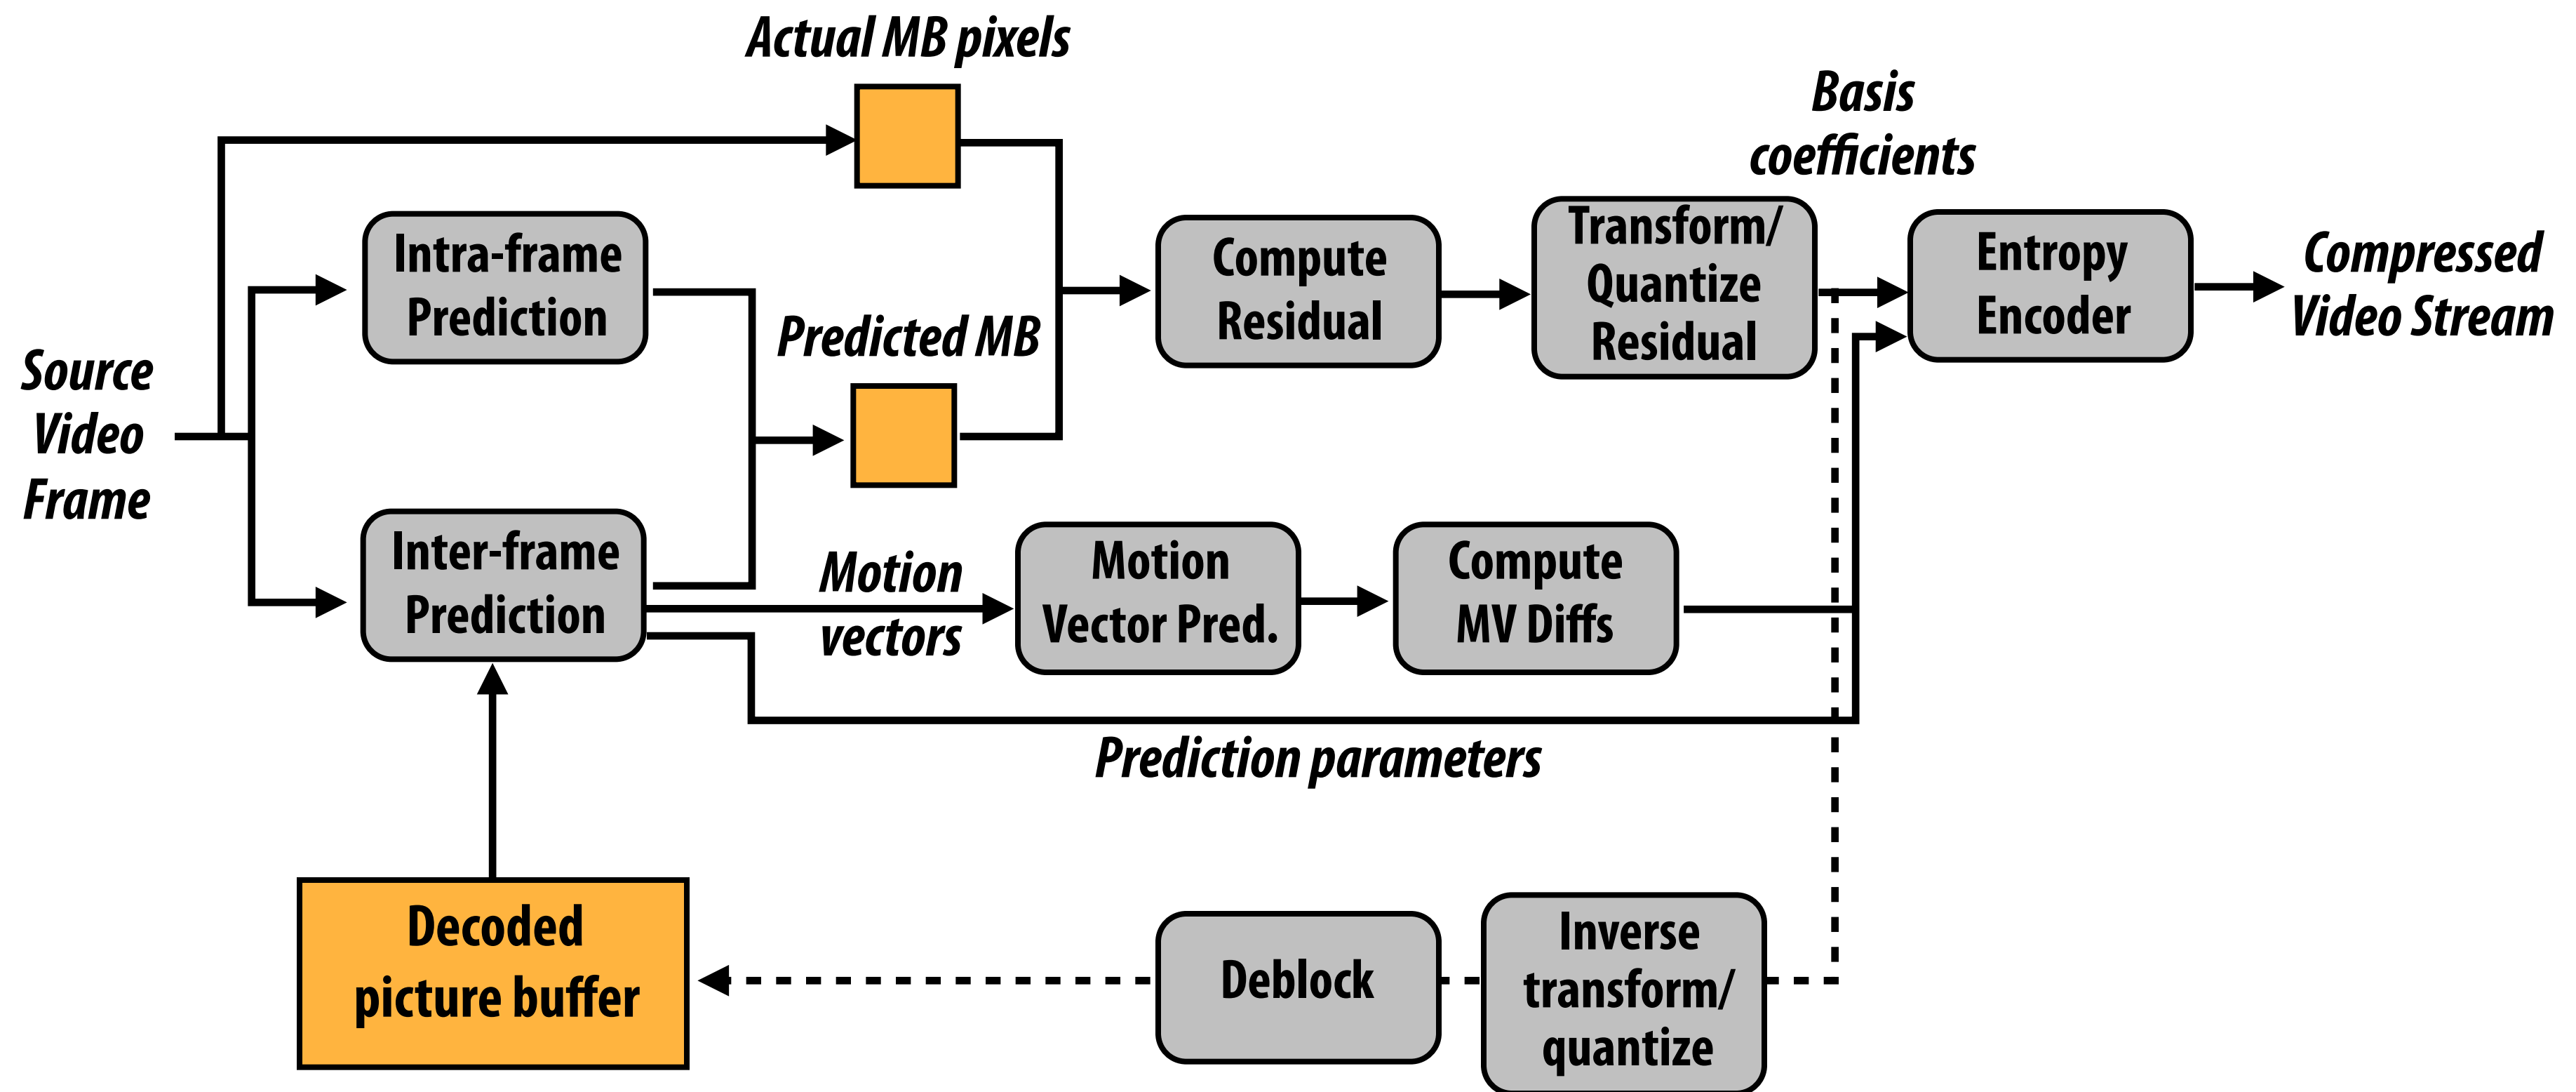 Actual MB pixels
Basis
coefficients
Intra-frame
Prediction
Compute
Residual
Transform/
Quantize
Residual
Entropy
Encoder
Compressed
Video Stream
Source
Video
Frame
Predicted MB
Inter-frame
Prediction
Motion
vectors
Motion
Vector Pred.
Compute
MV Diffs
Prediction parameters
Decoded
picture buffer
Deblock
Inverse
transform/
quantize